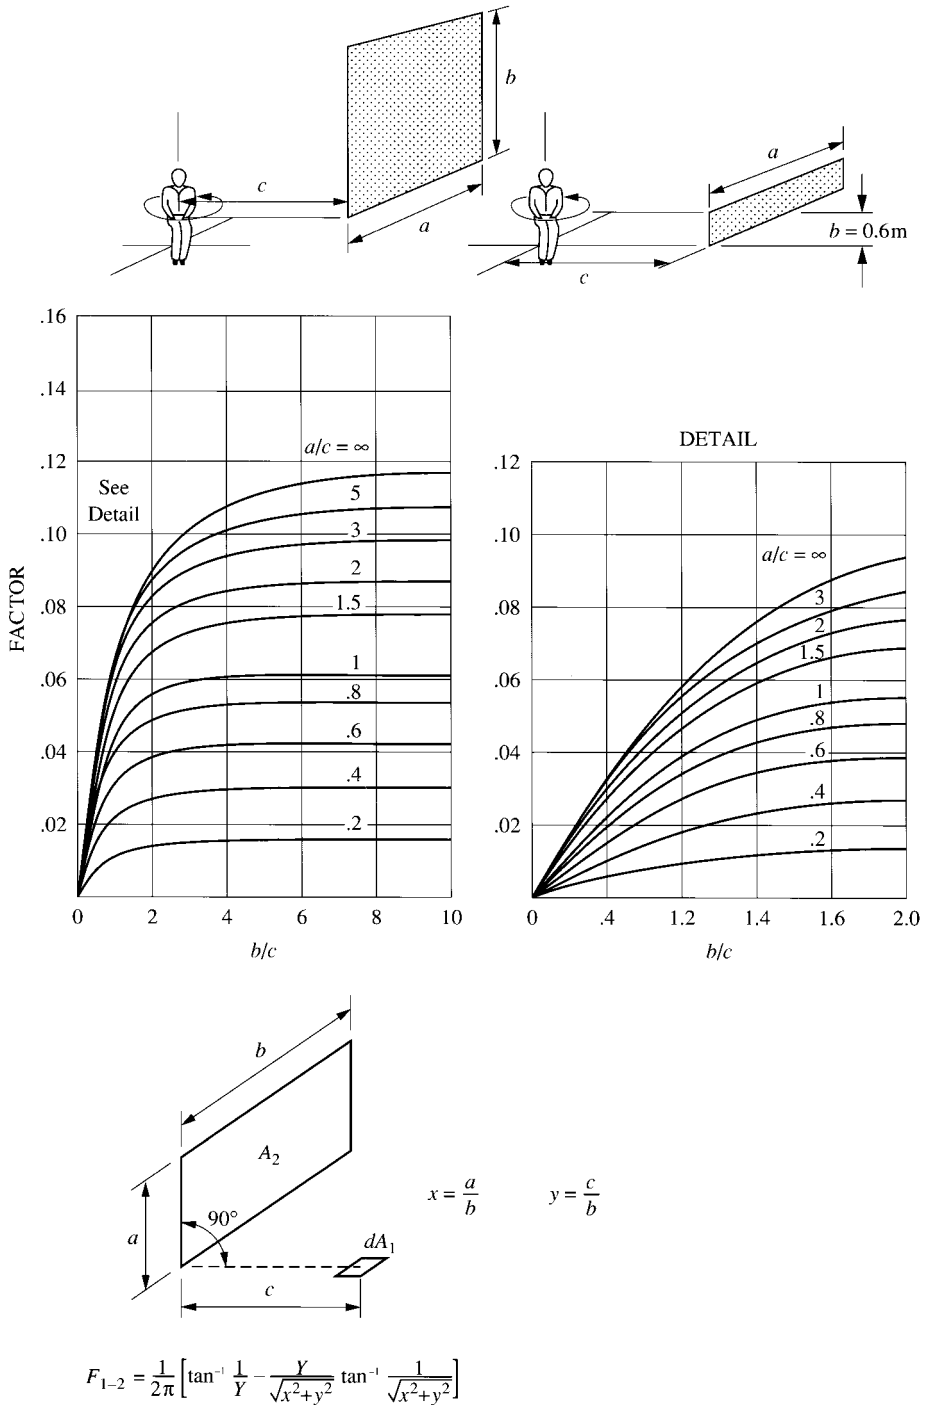 b
c
a
a
b = 0.6m
c
.16
.14
a/c = ∞
.12
See
Detail
5
.10
3
2
.08
1.5
FACTOR
1
.06
.8
.6
.04
.4
.02
.2
0 2 4 6 8 10
b/c
DETAIL
.12
.10
a/c = ∞
3
.08
2
1.5
.06
1
.8
.04
.6
.4
.02
.2
0 .4 1.2 1.4 1.6 2.0
b/c
b
A₂
x = a/b y = c/b
90°
a
dA₁
c
F₁₋₂ = 1/2π [tan⁻¹ 1/Y − Y/√x²+y² tan⁻¹ 1/√x²+y²]